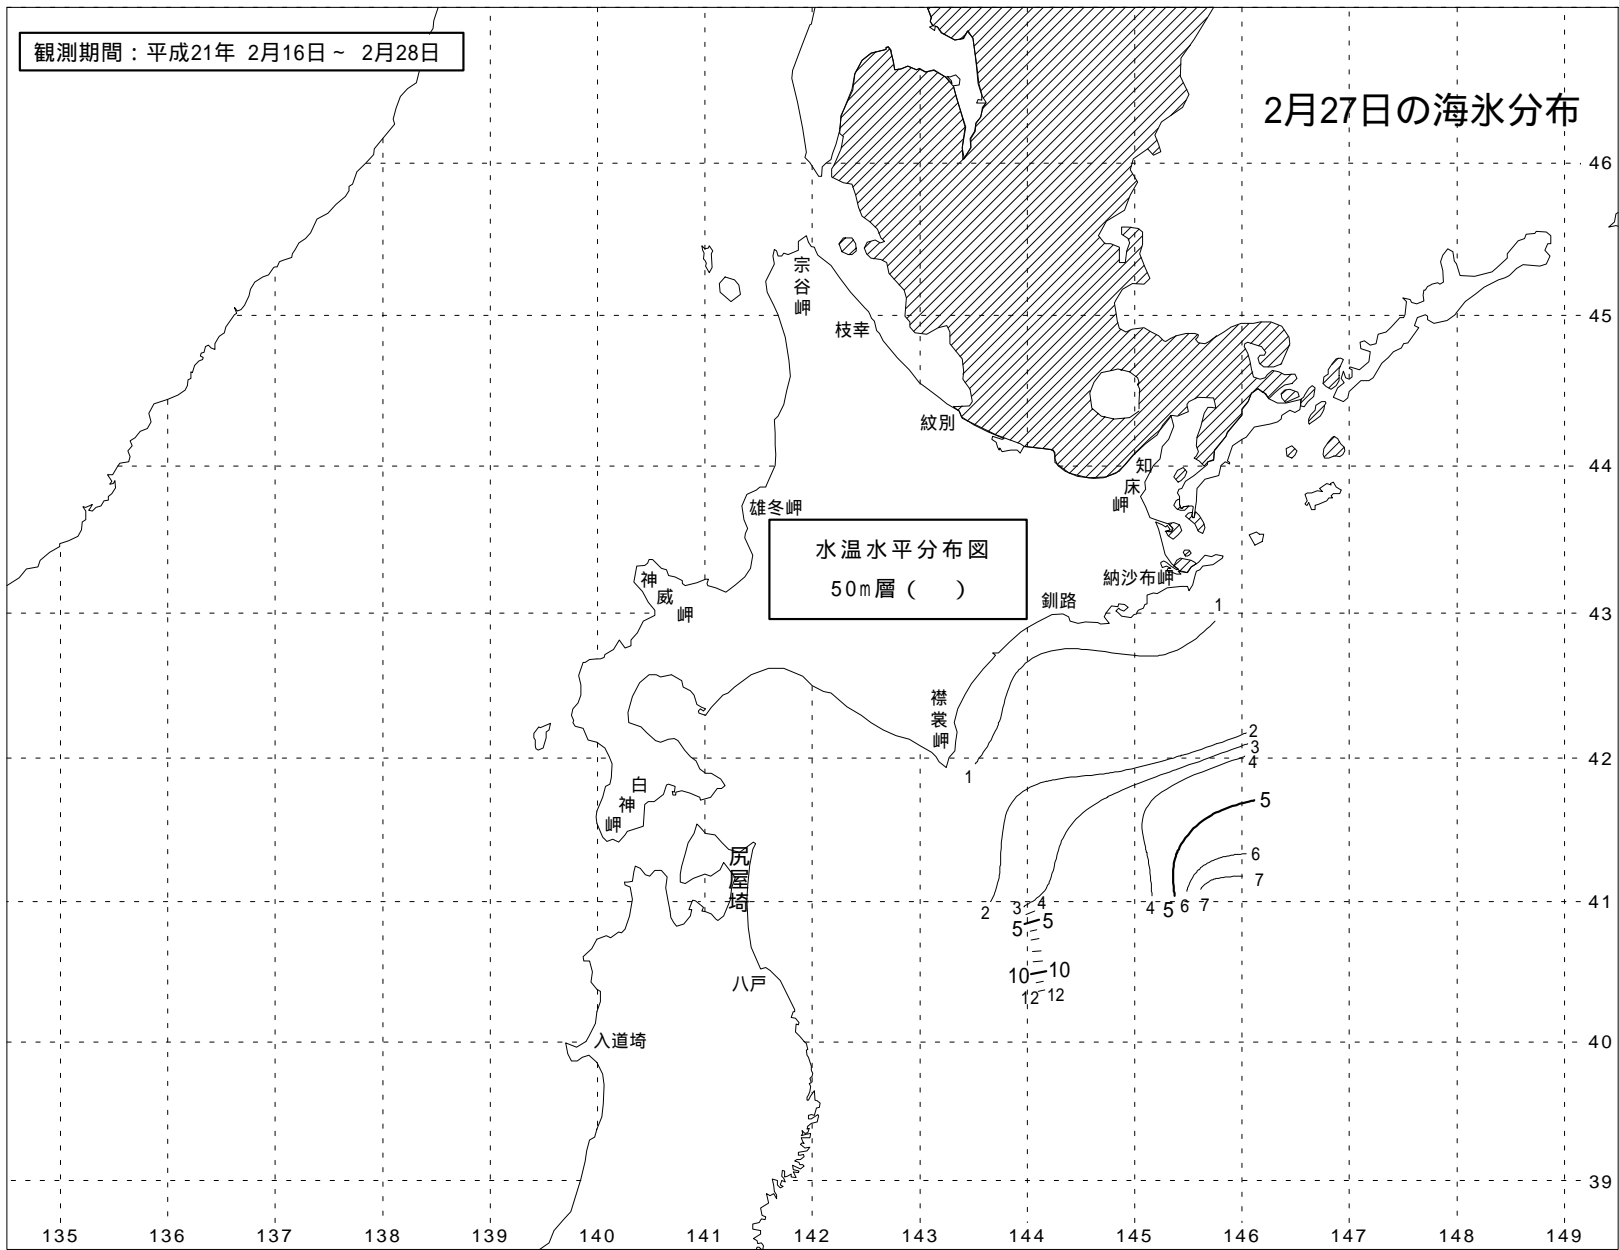 観測期間：平成21年 2月16日～ 2月28日
2月27日の海氷分布
46
宗谷岬
45
枝幸
紋別
44
知床岬
雄冬岬
水温水平分布図
50m層（　）
納沙布岬
神威岬
釧路
1
43
襟裳岬
2
3
4
42
1
白神岬
5
尻屋埼
6
7
41
2
3
4
4
5
6
7
5
5
八戸
10
10
12
12
入道埼
40
39
135 136 137 138 139 140 141 142 143 144 145 146 147 148 149